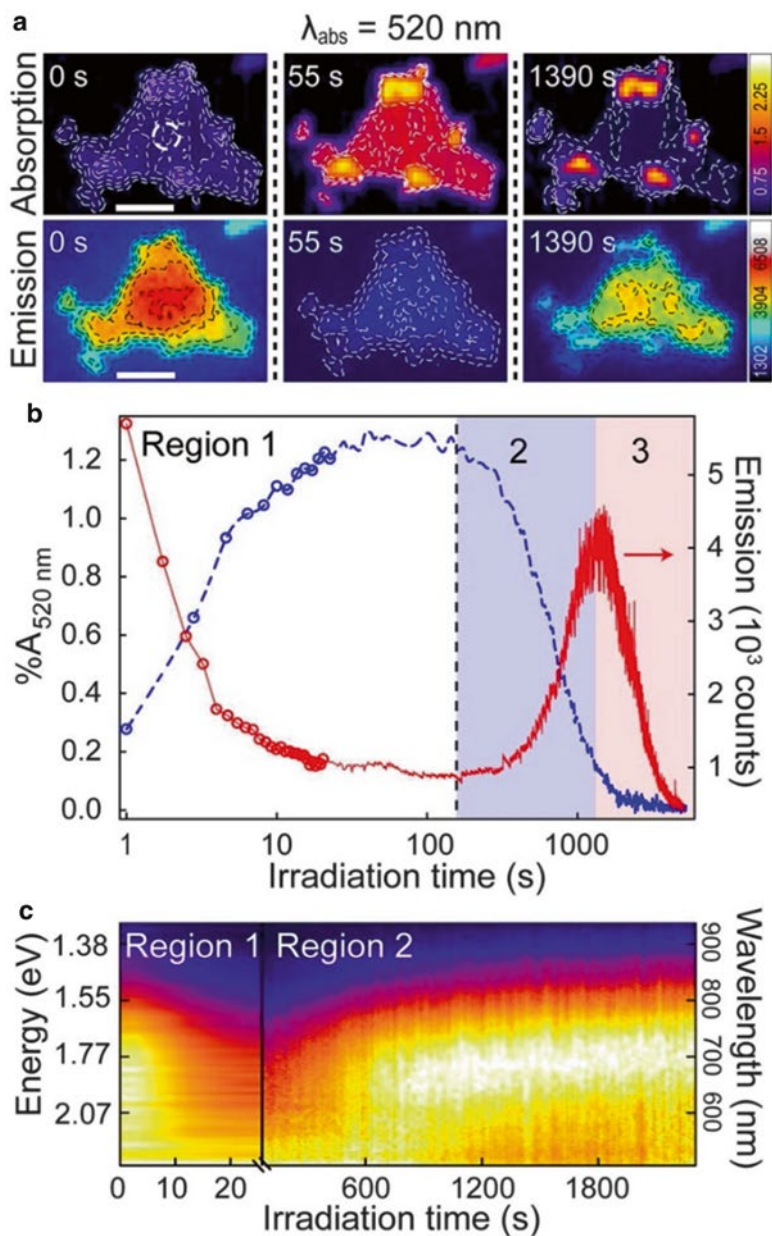 a
λabs = 520 nm
Absorption
0 s
55 s
1390 s
2.25
1.5
0.75
Emission
0 s
55 s
1390 s
6508
3904
1302
b
Region 1
2
3
%A520 nm
1.2
1.0
0.8
0.6
0.4
0.2
0.0
5
4
3
2
1
Emission (10³ counts)
1 10 100 1000
Irradiation time (s)
c
Region 1
Region 2
Energy (eV)
1.38
1.55
1.77
2.07
900
800
700
600
Wavelength (nm)
0 10 20 600 1200 1800
Irradiation time (s)